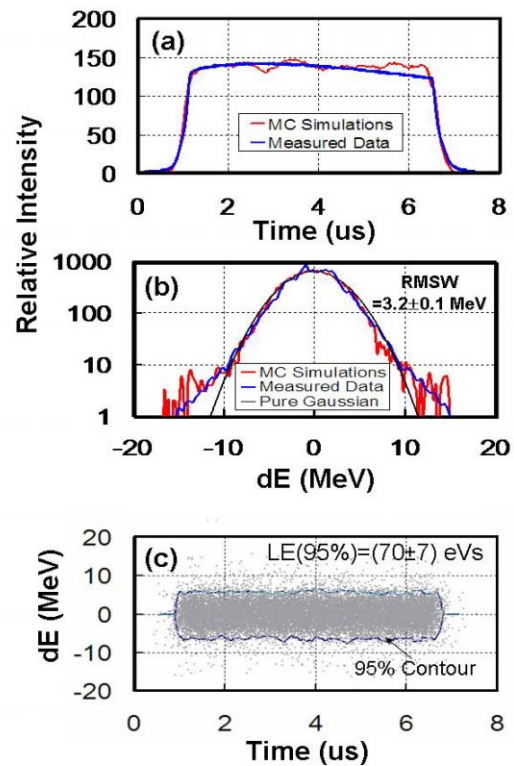 Relative Intensity
200
150
100
50
0
(a)
MC Simulations
Measured Data
0 2 4 6 8
Time (us)
1000
100
10
1
(b)
RMSW
=3.2±0.1 MeV
MC Simulations
Measured Data
Pure Gaussian
-20 -10 0 10 20
dE (MeV)
dE (MeV)
20
10
0
-10
-20
(c)
LE(95%)=(70±7) eVs
95% Contour
0 2 4 6 8
Time (us)